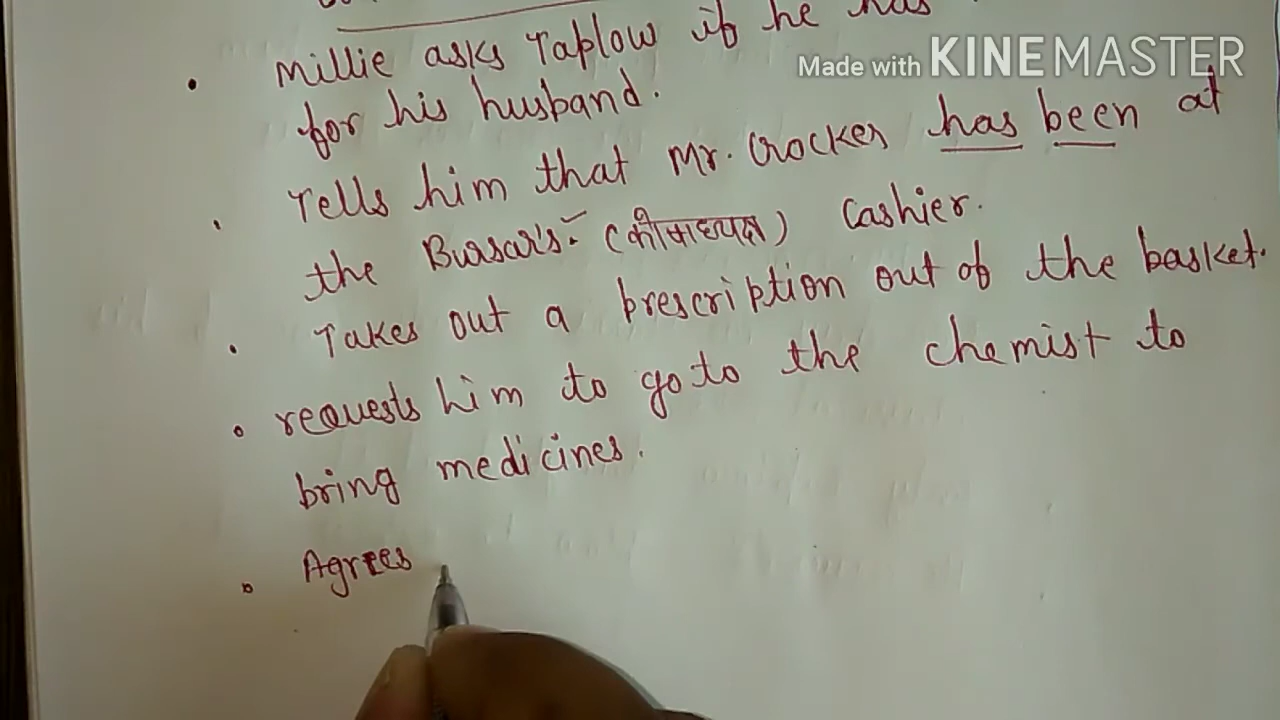 Millie asks Taplow if he has
Made with KINEMASTER
for his husband.
Tells him that Mr. Crocker has been at
the Bursar's. (कोषाध्यक्ष) Cashier.
Takes out a prescription out of the basket.
requests him to go to the chemist to
bring medicines.
Agrees